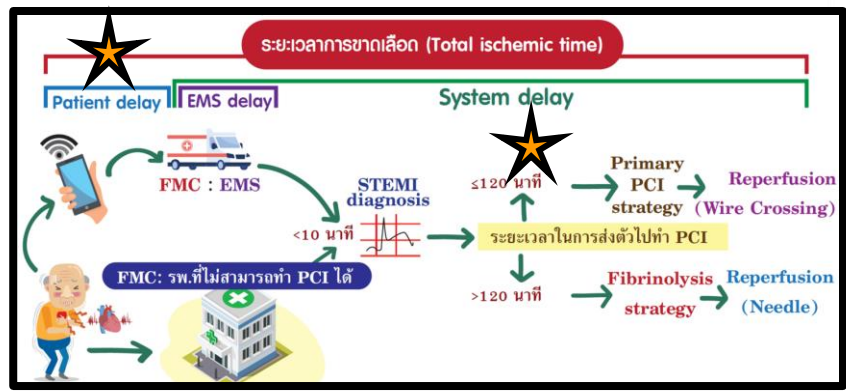 ระยะเวลาการขาดเลือด (Total ischemic time)
Patient delay
EMS delay
System delay
FMC : EMS
<10 นาที
STEMI
diagnosis
≤120 นาที
Primary
PCI
strategy
Reperfusion
(Wire Crossing)
ระยะเวลาในการส่งตัวไปทำ PCI
FMC: รพ.ที่ไม่สามารถทำ PCI ได้
>120 นาที
Fibrinolysis
strategy
Reperfusion
(Needle)